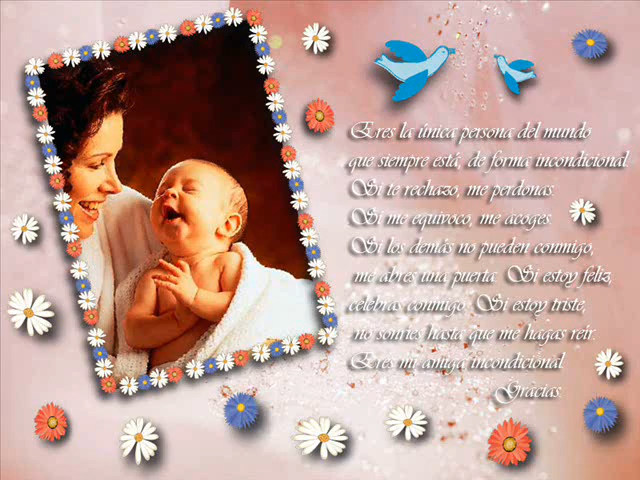 Eres la única persona del mundo
que siempre está, de forma incondicional.
Si te rechazo, me perdonas.
Si me equivoco, me acoges.
Si los demás no pueden conmigo,
me abres una puerta. Si estoy feliz,
celebras conmigo. Si estoy triste,
no sonríes hasta que me hagas reír.
Eres mi amiga incondicional.
Gracias.